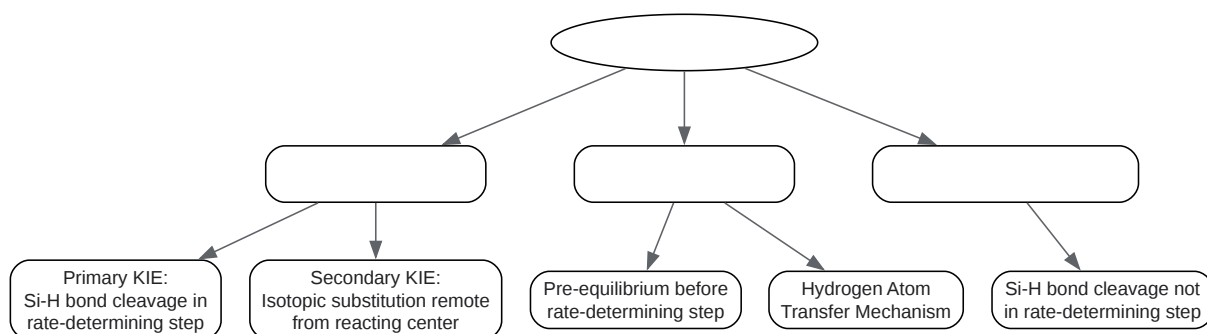 Primary KIE:
Si-H bond cleavage in
rate-determining step
Secondary KIE:
Isotopic substitution remote
from reacting center
Pre-equilibrium before
rate-determining step
Hydrogen Atom
Transfer Mechanism
Si-H bond cleavage not
in rate-determining step